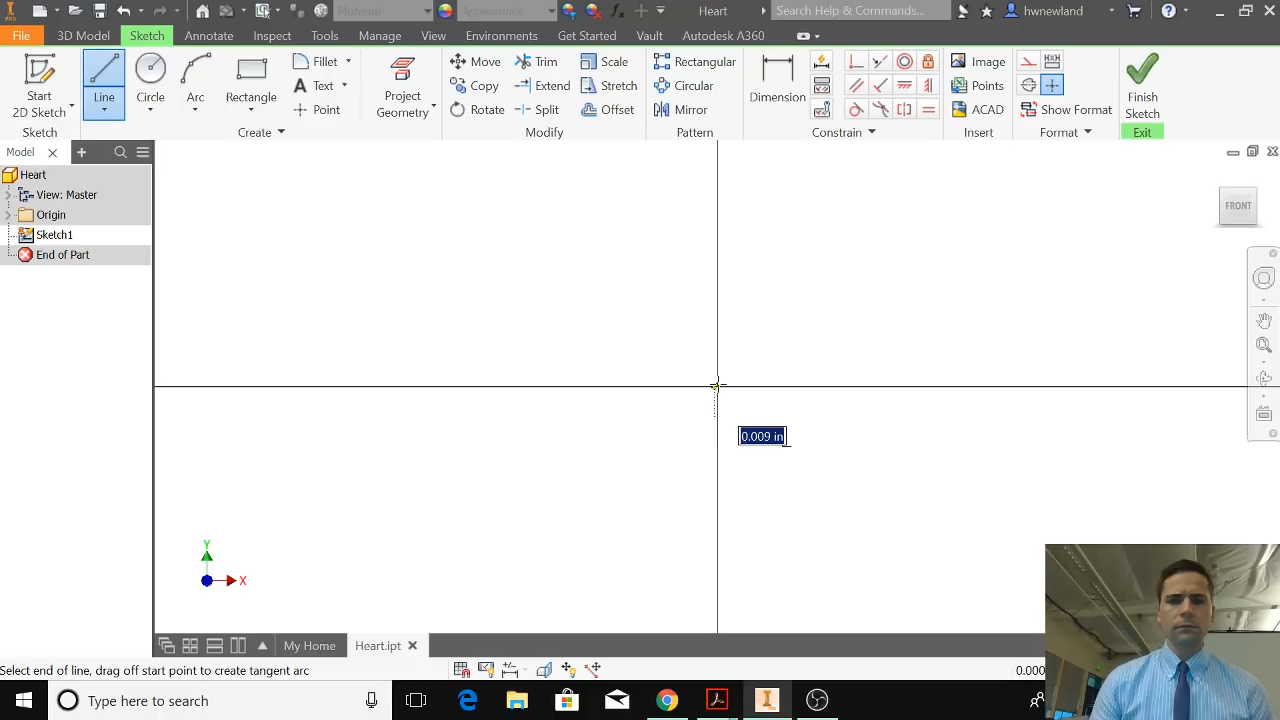 PRO Material Appearance fx Heart Search Help & Commands... hwnewland
File 3D Model Sketch Annotate Inspect Tools Manage View Environments Get Started Vault Autodesk A360
Fillet Move Trim Scale Rectangular Image
Text Copy Extend Stretch Circular Points
Start Line Circle Arc Rectangle Project Dimension Finish
2D Sketch Geometry Sketch
Point Rotate Split Offset Mirror ACAD Show Format
Sketch Create Modify Pattern Constrain Insert Format Exit
Model
Heart
View: Master
Origin
Sketch1
End of Part
FRONT
0.009 in
Y
X
My Home Heart.ipt
Select end of line, drag off start point to create tangent arc 0.000
Type here to search